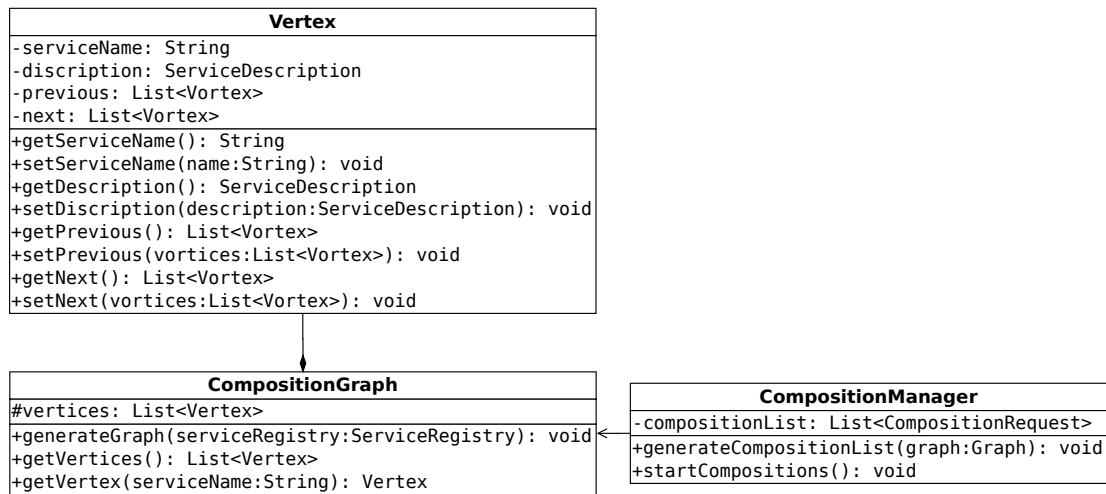 Vertex
-serviceName: String
-discription: ServiceDescription
-previous: List<Vortex>
-next: List<Vortex>
+getServiceName(): String
+setServiceName(name:String): void
+getDescription(): ServiceDescription
+setDiscription(description:ServiceDescription): void
+getPrevious(): List<Vortex>
+setPrevious(vortices:List<Vortex>): void
+getNext(): List<Vortex>
+setNext(vortices:List<Vortex>): void
CompositionGraph
#vertices: List<Vertex>
+generateGraph(serviceRegistry:ServiceRegistry): void
+getVertices(): List<Vertex>
+getVertex(serviceName:String): Vertex
CompositionManager
-compositionList: List<CompositionRequest>
+generateCompositionList(graph:Graph): void
+startCompositions(): void